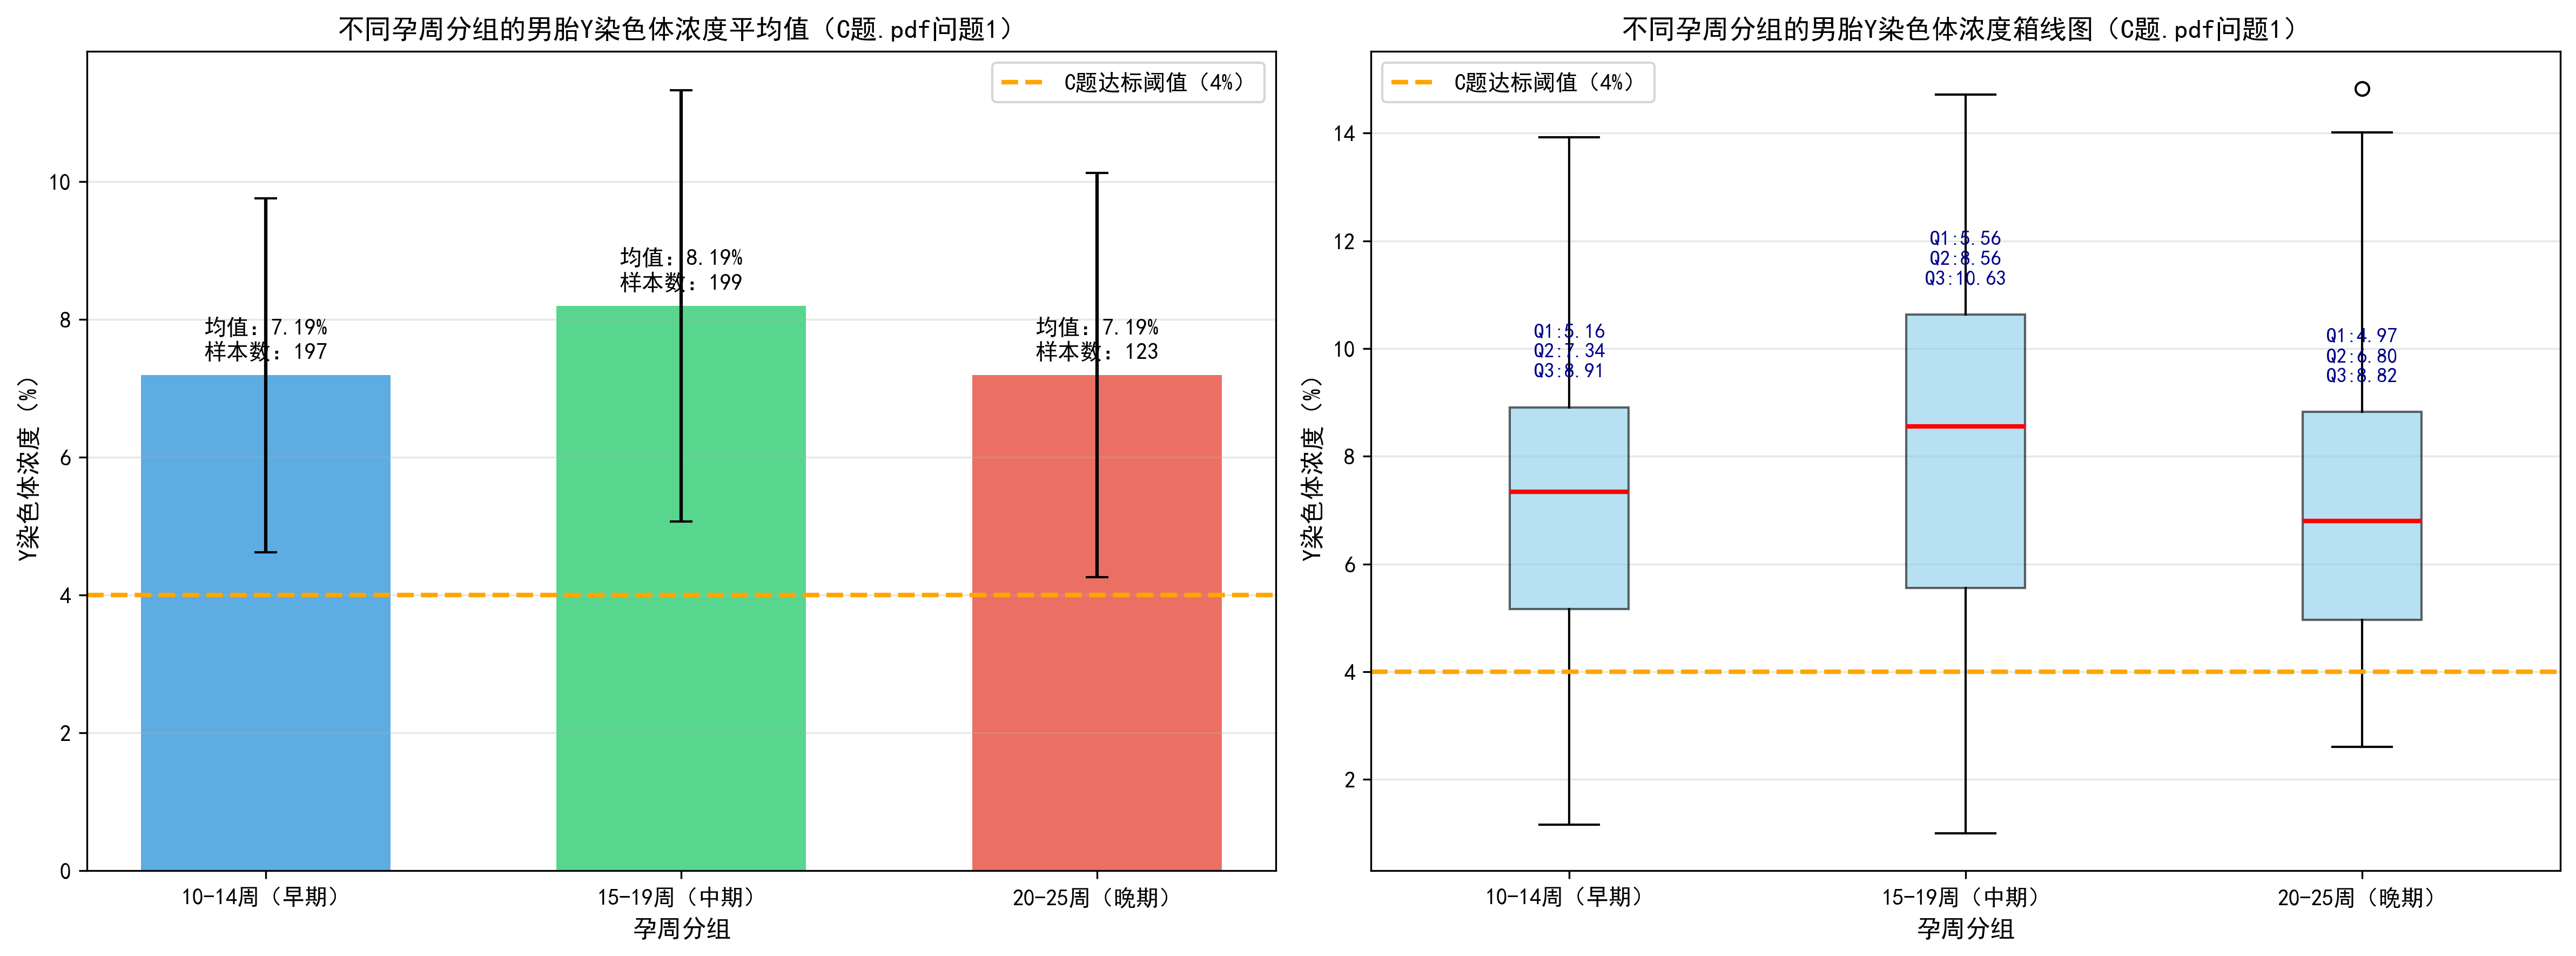 不同孕周分组的男胎Y染色体浓度平均值（C题.pdf问题1）
C题达标阈值（4%）
Y染色体浓度（%）
10
8
6
4
2
0
均值：7.19%
样本数：197
均值：8.19%
样本数：199
均值：7.19%
样本数：123
10-14周（早期）
15-19周（中期）
20-25周（晚期）
孕周分组
不同孕周分组的男胎Y染色体浓度箱线图（C题.pdf问题1）
C题达标阈值（4%）
Y染色体浓度（%）
14
12
10
8
6
4
2
Q1:5.16
Q2:7.34
Q3:8.91
Q1:5.56
Q2:8.56
Q3:10.63
Q1:4.97
Q2:6.80
Q3:8.82
10-14周（早期）
15-19周（中期）
20-25周（晚期）
孕周分组